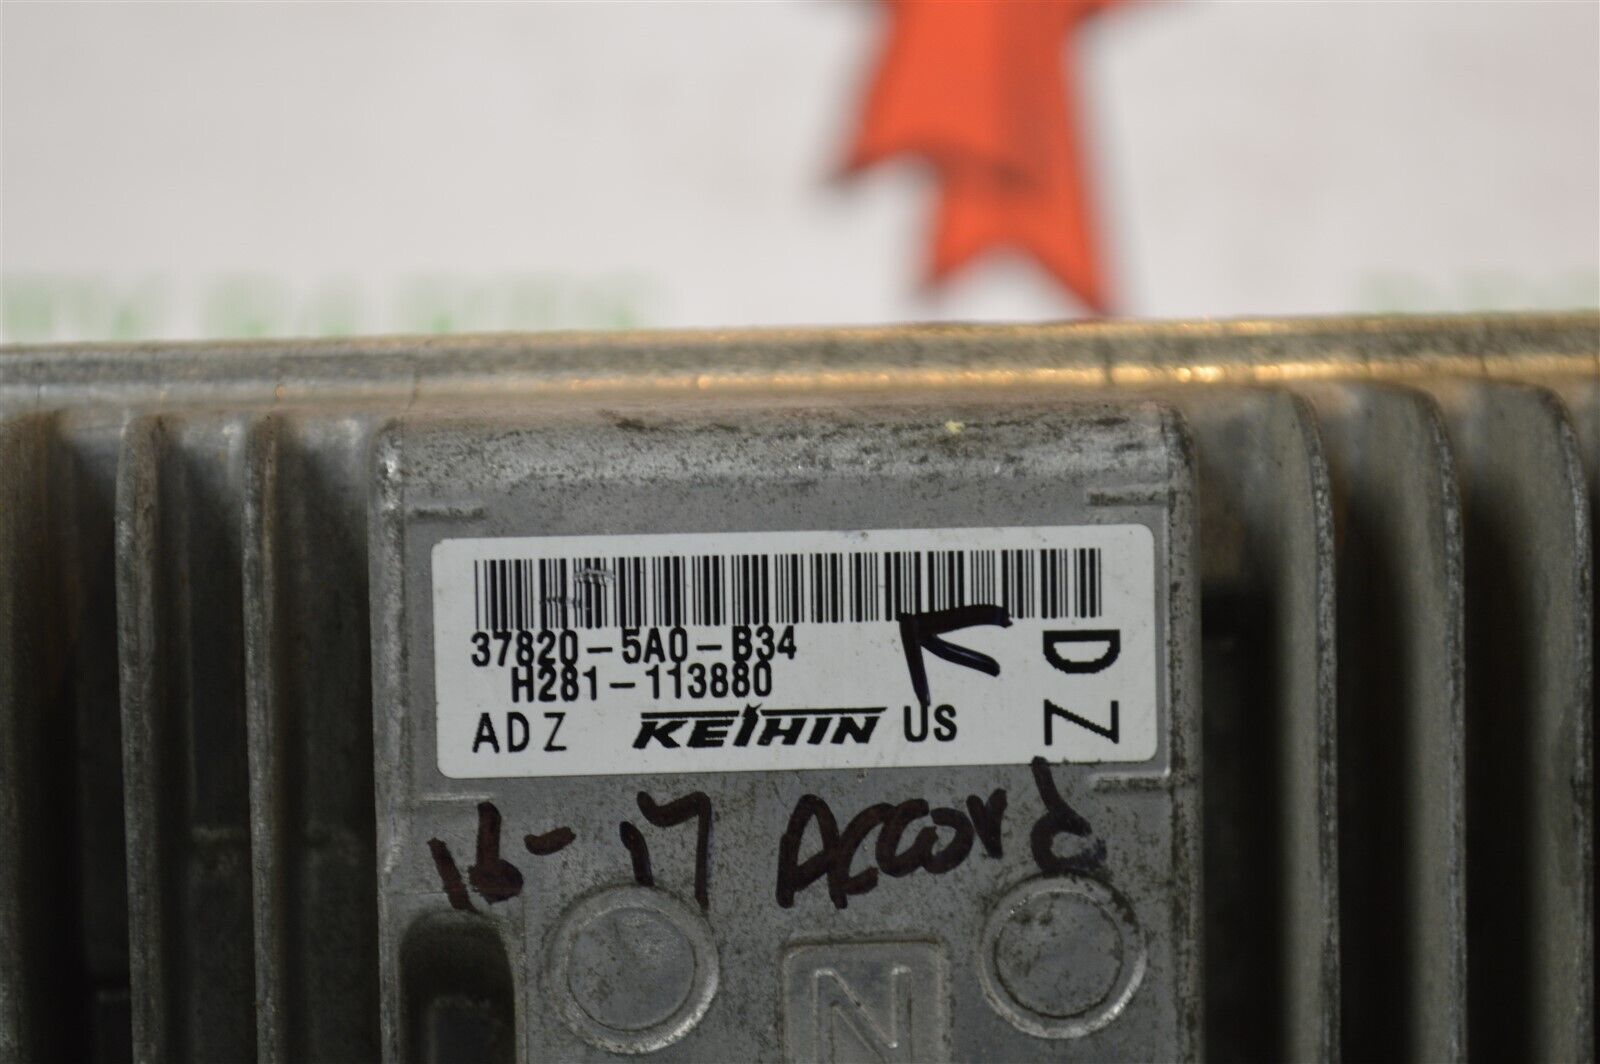 37820-5A0-B34
H281-113880
ADZ KEIHIN US
DZ
16-17 Accord
N